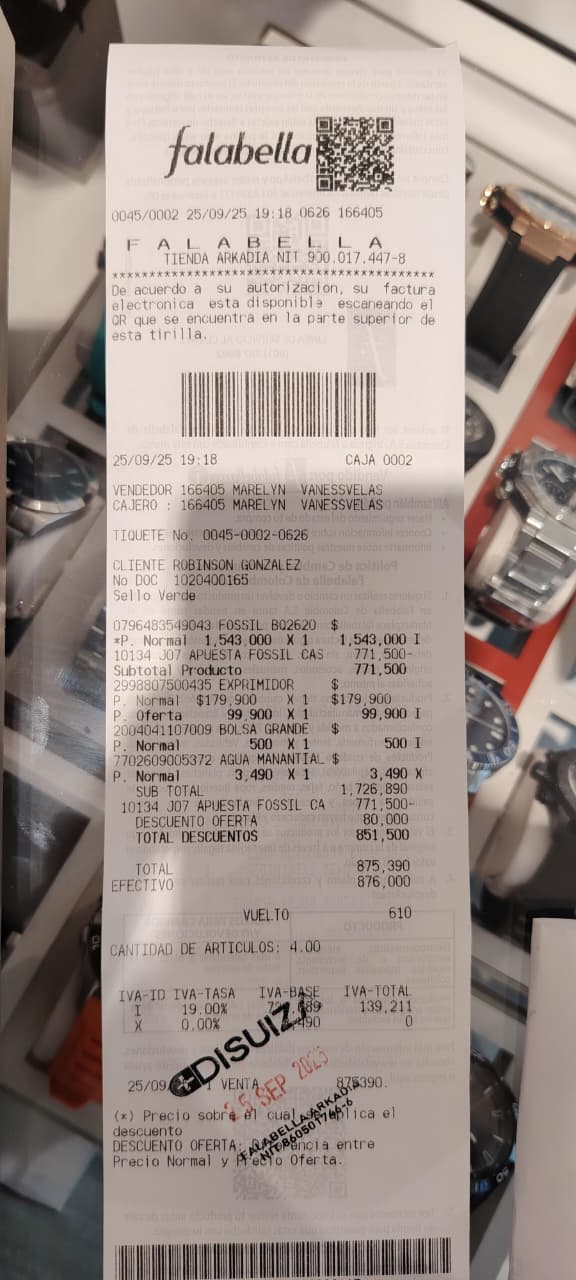 falabella
0045/0002 25/09/25 19:18 0626 166405
F A L A B E L L A
TIENDA ARKADIA NIT 900.017.447-8
****************************************
De acuerdo a su autorizacion, su factura
electronica esta disponible escaneando el
QR que se encuentra en la parte superior de
esta tirilla.
25/09/25 19:18 CAJA 0002
VENDEDOR 166405 MARELYN VANESSVELAS
CAJERO : 166405 MARELYN VANESSVELAS
TIQUETE No. 0045-0002-0626
CLIENTE ROBINSON GONZALEZ
No DOC 1020400165
Sello Verde
0796483549043 FOSSIL BQ2620 $
*P. Normal 1,543,000 X 1 1,543,000 I
10134 J07 APUESTA FOSSIL CAS 771,500-
Subtotal Producto 771,500
2998807500435 EXPRIMIDOR $
P. Normal $179,900 X 1 $179,900
P. Oferta 99,900 X 1 99,900 I
2004041107009 BOLSA GRANDE $
P. Normal 500 X 1 500 I
7702609005372 AGUA MANANTIAL $
P. Normal 3,490 X 1 3,490 X
SUB TOTAL 1,726,890
10134 J07 APUESTA FOSSIL CA 771,500-
DESCUENTO OFERTA 80,000
TOTAL DESCUENTOS 851,500
TOTAL 875,390
EFECTIVO 876,000
VUELTO 610
CANTIDAD DE ARTICULOS: 4.00
IVA-ID IVA-TASA IVA-BASE IVA-TOTAL
I 19.00% 139,211
X 0.00% 0
DISUIZA
25 SEP 2025
25/09 1 VENTA 875390.
FALABELLA ARKADIA
(*) Precio sobre el cual aplica el
descuento
DESCUENTO OFERTA: entre
Precio Normal y Precio Oferta.